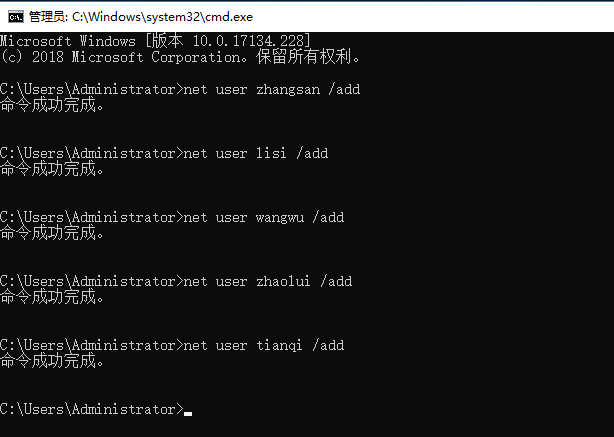 管理员: C:\Windows\system32\cmd.exe
Microsoft Windows [版本 10.0.17134.228]
(c) 2018 Microsoft Corporation。保留所有权利。
C:\Users\Administrator>net user zhangsan /add
命令成功完成。
C:\Users\Administrator>net user lisi /add
命令成功完成。
C:\Users\Administrator>net user wangwu /add
命令成功完成。
C:\Users\Administrator>net user zhaolui /add
命令成功完成。
C:\Users\Administrator>net user tianqi /add
命令成功完成。
C:\Users\Administrator>